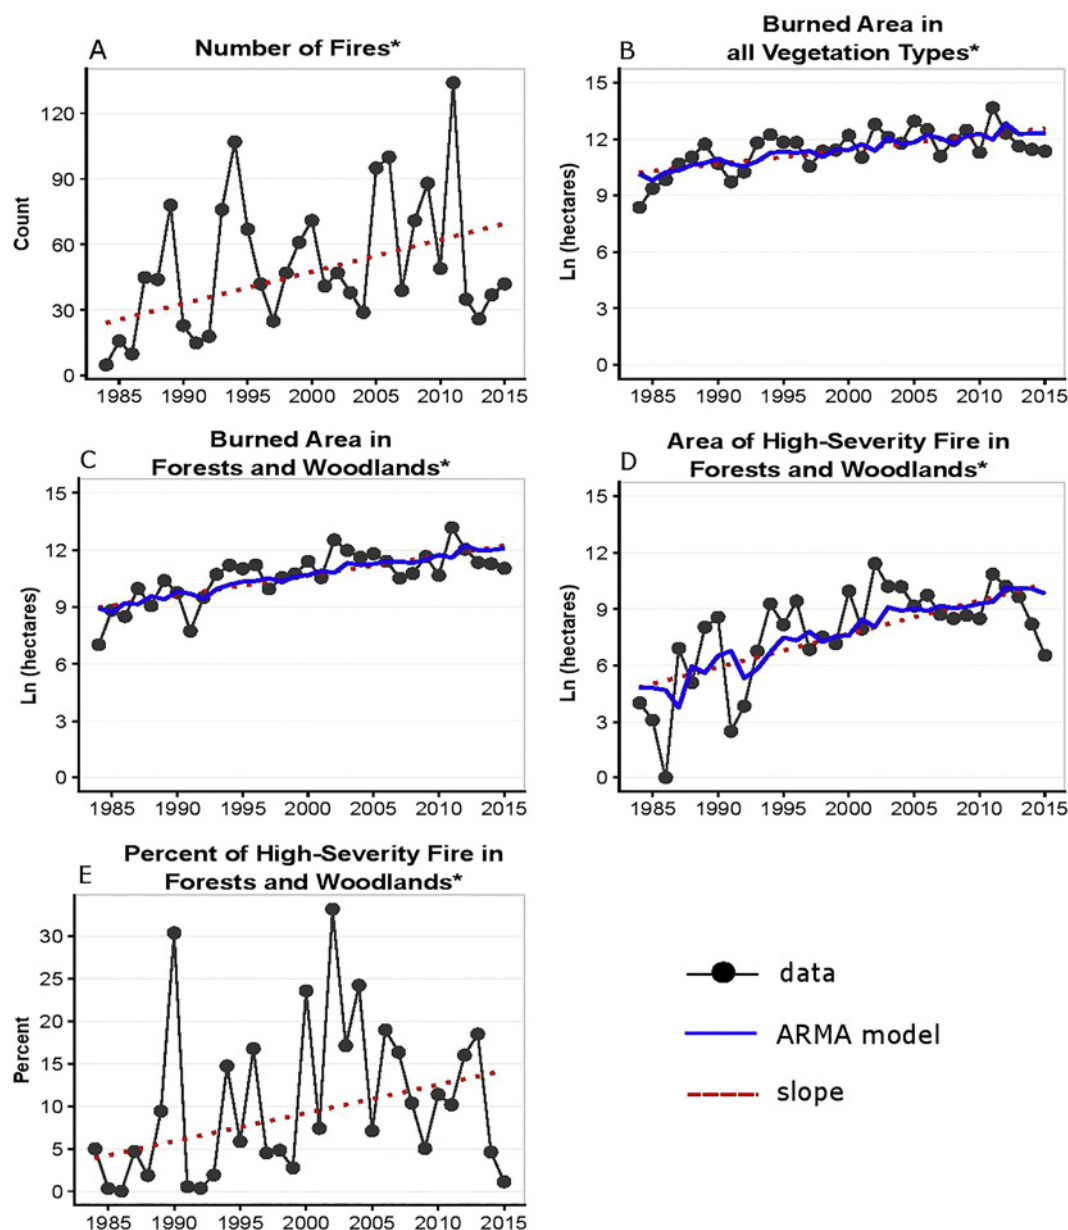 A
Number of Fires*
Count
120
90
60
30
0
1985 1990 1995 2000 2005 2010 2015
B
Burned Area in
all Vegetation Types*
Ln (hectares)
15
12
9
6
3
0
1985 1990 1995 2000 2005 2010 2015
C
Burned Area in
Forests and Woodlands*
Ln (hectares)
15
12
9
6
3
0
1985 1990 1995 2000 2005 2010 2015
D
Area of High-Severity Fire in
Forests and Woodlands*
Ln (hectares)
15
12
9
6
3
0
1985 1990 1995 2000 2005 2010 2015
E
Percent of High-Severity Fire in
Forests and Woodlands*
Percent
30
25
20
15
10
5
0
1985 1990 1995 2000 2005 2010 2015
data
ARMA model
slope